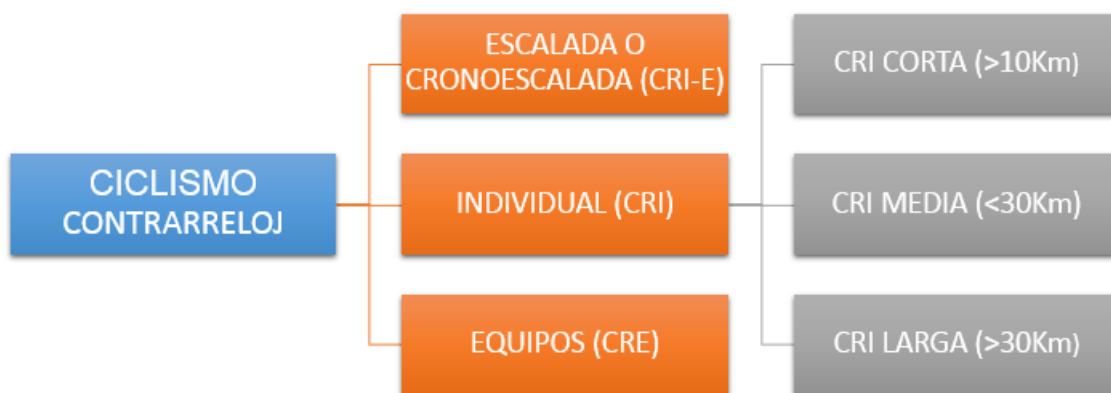 CICLISMO
CONTRARRELOJ
ESCALADA O
CRONOESCALADA (CRI-E)
INDIVIDUAL (CRI)
EQUIPOS (CRE)
CRI CORTA (>10Km)
CRI MEDIA (<30Km)
CRI LARGA (>30Km)